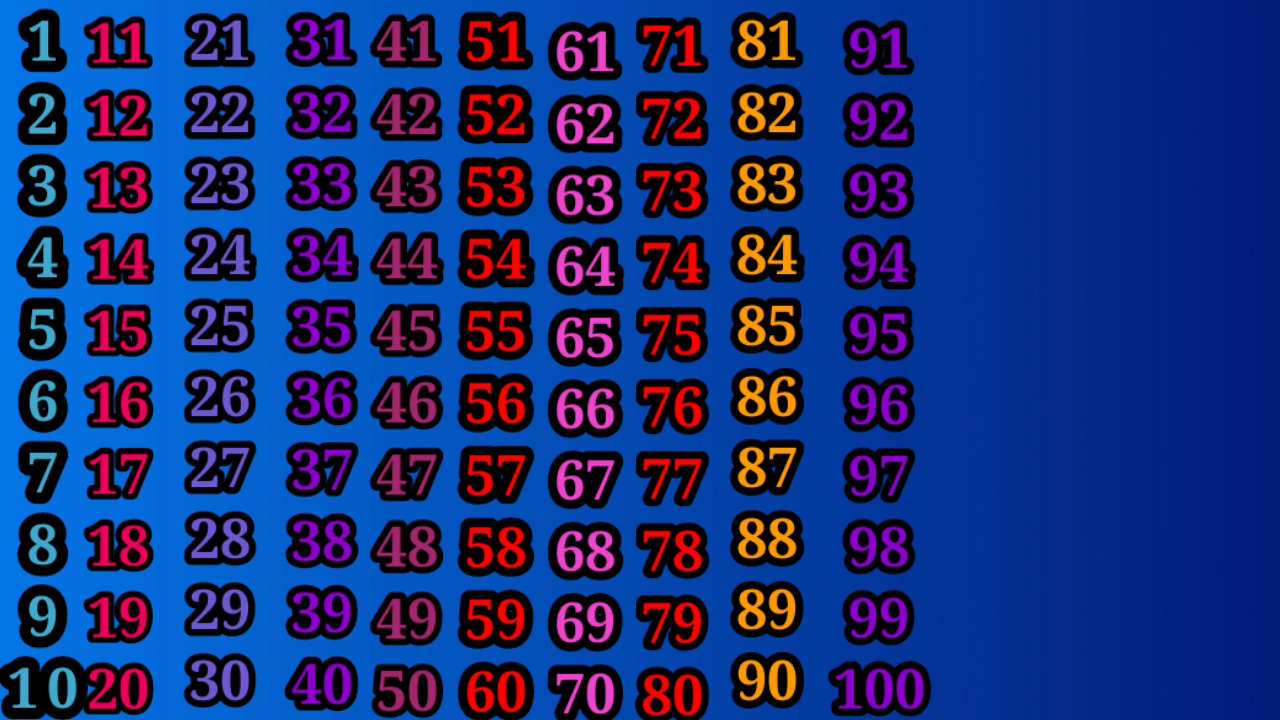 1 11 21 31 41 51 61 71 81 91
2 12 22 32 42 52 62 72 82 92
3 13 23 33 43 53 63 73 83 93
4 14 24 34 44 54 64 74 84 94
5 15 25 35 45 55 65 75 85 95
6 16 26 36 46 56 66 76 86 96
7 17 27 37 47 57 67 77 87 97
8 18 28 38 48 58 68 78 88 98
9 19 29 39 49 59 69 79 89 99
10 20 30 40 50 60 70 80 90 100